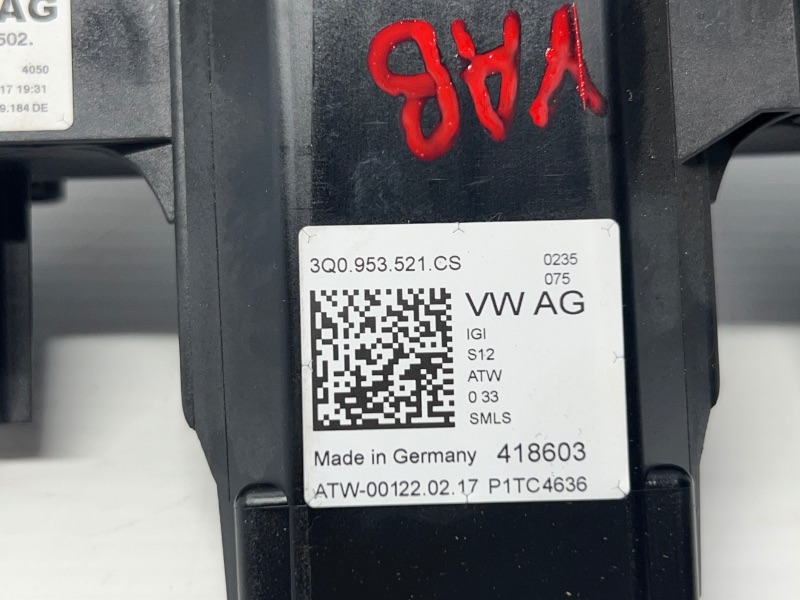 AG
502.
4050
17 19:31
9.184 DE
YAB
3Q0.953.521.CS
0235
075
VW AG
IGI
S12
ATW
0 33
SMLS
Made in Germany 418603
ATW-00122.02.17 P1TC4636